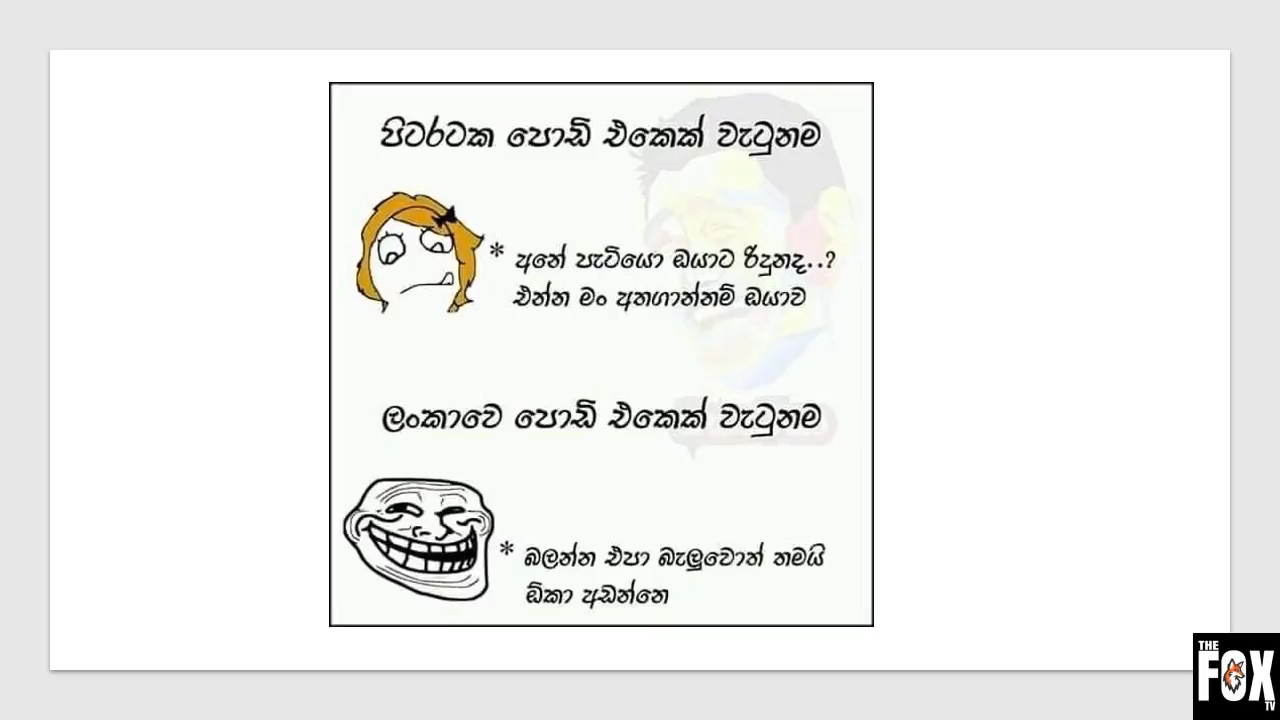 පිටරටක පොඩි එකෙක් වැටුනම
* අනේ පැටියො ඔයාට රිදුනද..?
එන්න මං අතගාන්නම් ඔයාව
ලංකාවෙ පොඩි එකෙක් වැටුනම
* බලන්න එපා බැලුවොත් තමයි
ඕකා අඬන්නෙ
THE
FOX
TV